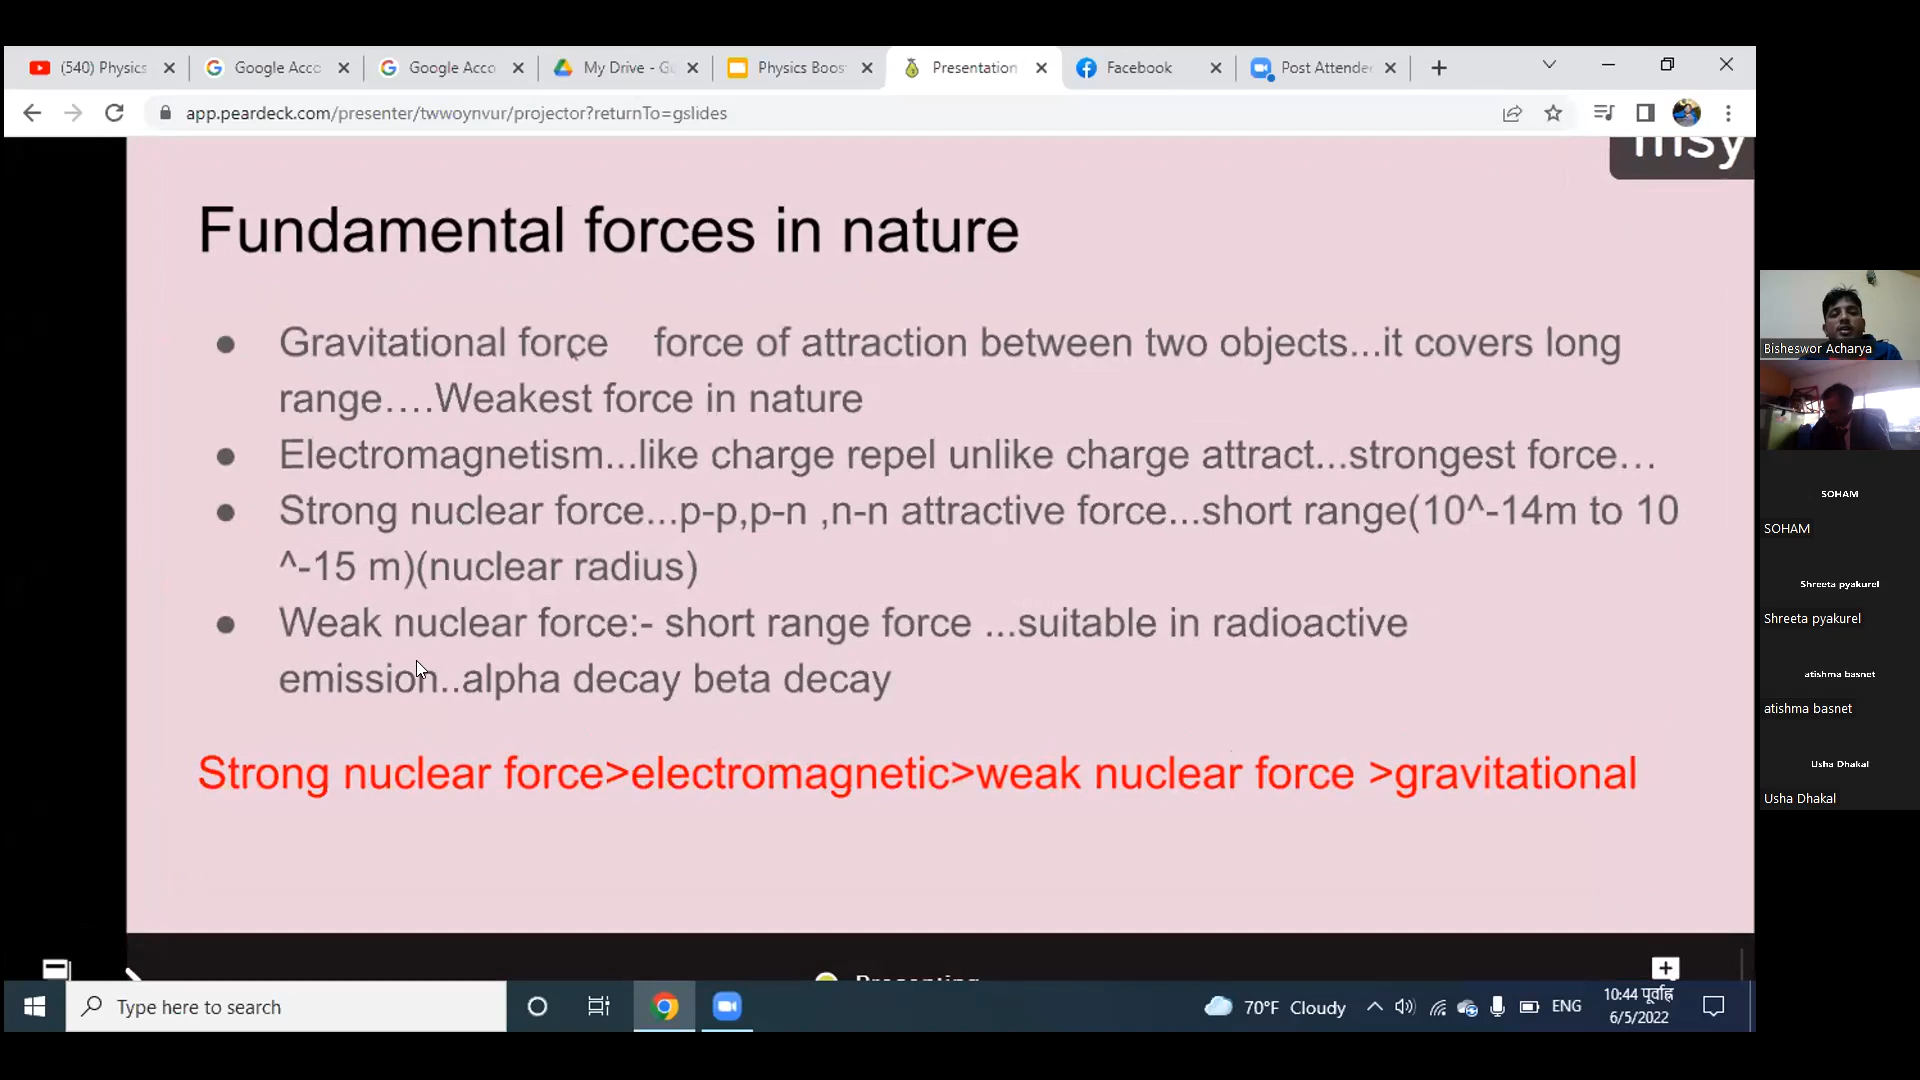 (540) Physics
Google Acco
Google Acco
My Drive - G
Physics Boos
Presentation
Facebook
Post Attende
app.peardeck.com/presenter/twwoynvur/projector?returnTo=gslides
msy
Fundamental forces in nature
● Gravitational force force of attraction between two objects...it covers long
range....Weakest force in nature
● Electromagnetism...like charge repel unlike charge attract...strongest force...
● Strong nuclear force...p-p,p-n ,n-n attractive force...short range(10^-14m to 10
^-15 m)(nuclear radius)
● Weak nuclear force:- short range force ...suitable in radioactive
emission..alpha decay beta decay
Strong nuclear force>electromagnetic>weak nuclear force >gravitational
Bisheswor Acharya
SOHAM
SOHAM
Shreeta pyakurel
Shreeta pyakurel
atishma basnet
atishma basnet
Usha Dhakal
Usha Dhakal
Presenting
Type here to search
70°F Cloudy
ENG
10:44 पूर्वाह्न
6/5/2022